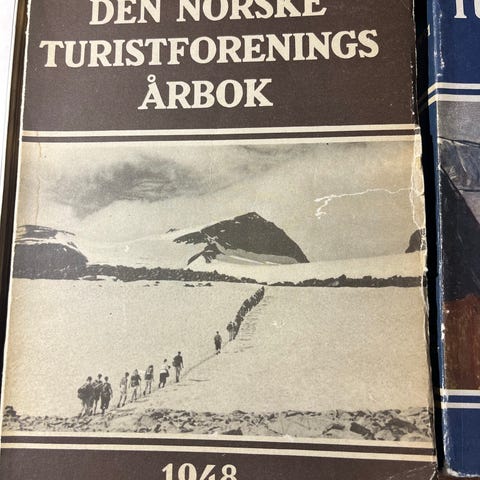 DEN NORSKE
TURISTFORENINGS
ÅRBOK
1948